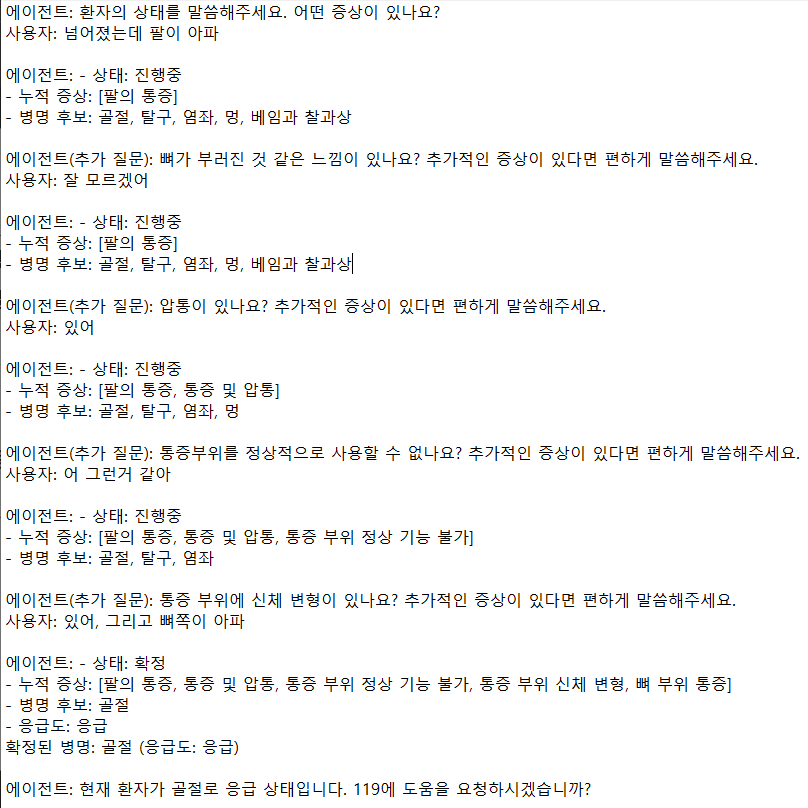 에이전트: 환자의 상태를 말씀해주세요. 어떤 증상이 있나요?
사용자: 넘어졌는데 팔이 아파
에이전트: - 상태: 진행중
- 누적 증상: [팔의 통증]
- 병명 후보: 골절, 탈구, 염좌, 멍, 베임과 찰과상
에이전트(추가 질문): 뼈가 부러진 것 같은 느낌이 있나요? 추가적인 증상이 있다면 편하게 말씀해주세요.
사용자: 잘 모르겠어
에이전트: - 상태: 진행중
- 누적 증상: [팔의 통증]
- 병명 후보: 골절, 탈구, 염좌, 멍, 베임과 찰과상
에이전트(추가 질문): 압통이 있나요? 추가적인 증상이 있다면 편하게 말씀해주세요.
사용자: 있어
에이전트: - 상태: 진행중
- 누적 증상: [팔의 통증, 통증 및 압통]
- 병명 후보: 골절, 탈구, 염좌, 멍
에이전트(추가 질문): 통증부위를 정상적으로 사용할 수 없나요? 추가적인 증상이 있다면 편하게 말씀해주세요.
사용자: 어 그런거 같아
에이전트: - 상태: 진행중
- 누적 증상: [팔의 통증, 통증 및 압통, 통증 부위 정상 기능 불가]
- 병명 후보: 골절, 탈구, 염좌
에이전트(추가 질문): 통증 부위에 신체 변형이 있나요? 추가적인 증상이 있다면 편하게 말씀해주세요.
사용자: 있어, 그리고 뼈쪽이 아파
에이전트: - 상태: 확정
- 누적 증상: [팔의 통증, 통증 및 압통, 통증 부위 정상 기능 불가, 통증 부위 신체 변형, 뼈 부위 통증]
- 병명 후보: 골절
- 응급도: 응급
확정된 병명: 골절 (응급도: 응급)
에이전트: 현재 환자가 골절로 응급 상태입니다. 119에 도움을 요청하시겠습니까?